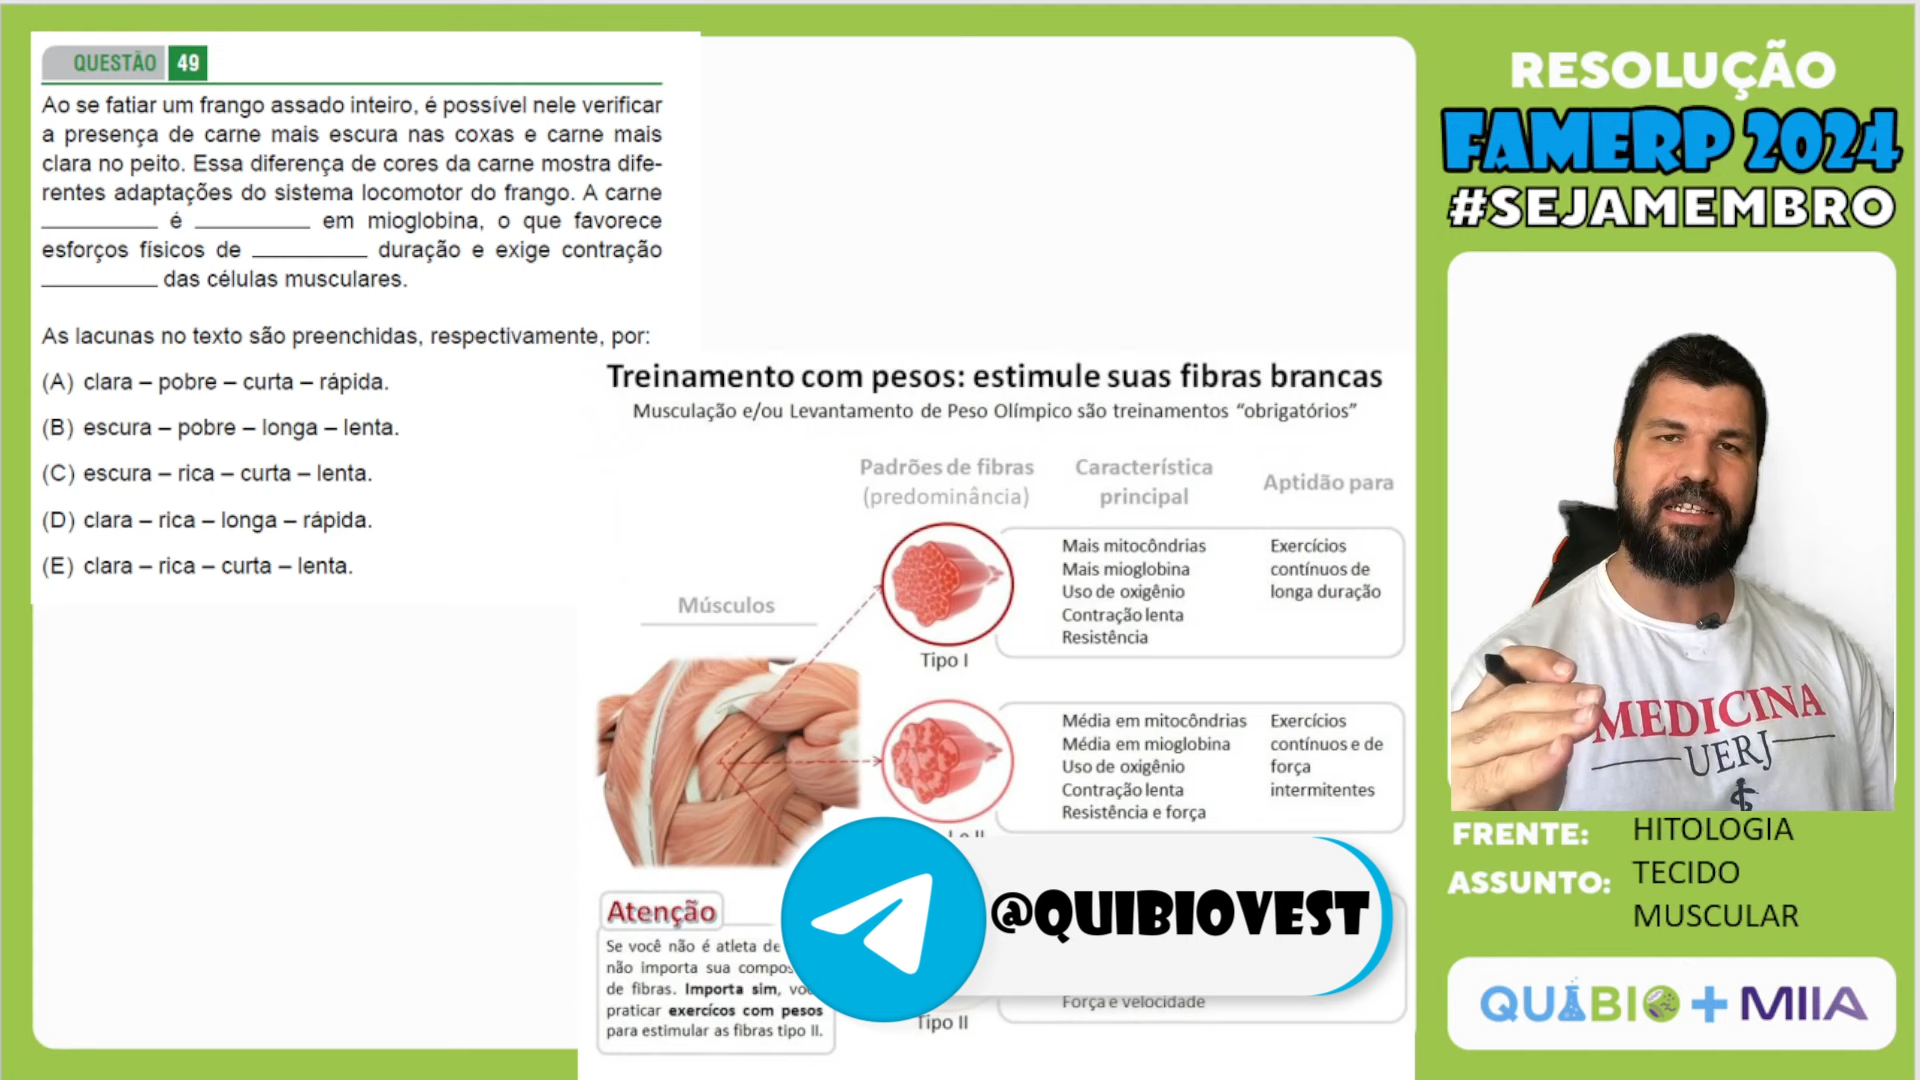 QUESTÃO 49
Ao se fatiar um frango assado inteiro, é possível nele verificar
a presença de carne mais escura nas coxas e carne mais
clara no peito. Essa diferença de cores da carne mostra dife-
rentes adaptações do sistema locomotor do frango. A carne
__________ é __________ em mioglobina, o que favorece
esforços físicos de __________ duração e exige contração
__________ das células musculares.
As lacunas no texto são preenchidas, respectivamente, por:
(A) clara – pobre – curta – rápida.
(B) escura – pobre – longa – lenta.
(C) escura – rica – curta – lenta.
(D) clara – rica – longa – rápida.
(E) clara – rica – curta – lenta.
Treinamento com pesos: estimule suas fibras brancas
Musculação e/ou Levantamento de Peso Olímpico são treinamentos “obrigatórios”
Padrões de fibras
(predominância)
Característica
principal
Aptidão para
Músculos
Tipo I
Mais mitocôndrias
Mais mioglobina
Uso de oxigênio
Contração lenta
Resistência
Exercícios
contínuos de
longa duração
Média em mitocôndrias
Média em mioglobina
Uso de oxigênio
Contração lenta
Resistência e força
Exercícios
contínuos e de
força
intermitentes
Força e velocidade
Tipo II
Atenção
Se você não é atleta de
não importa sua
de fibras. Importa sim,
praticar exercícos com pesos
para estimular as fibras tipo II.
@QUIBIOVEST
RESOLUÇÃO
FAMERP 2024
#SEJAMEMBRO
MEDICINA
UERJ
FRENTE: HITOLOGIA
ASSUNTO: TECIDO
MUSCULAR
QUIBIO + MIIA